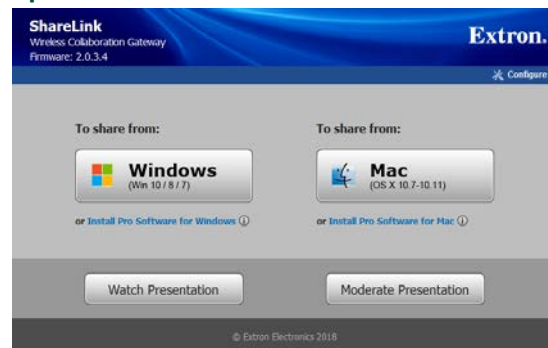 ShareLink
Wireless Collaboration Gateway
Firmware: 2.0.3.4
Extron.
Configure
To share from:
To share from:
Windows
(Win 10 / 8 / 7)
Mac
(OS X 10.7-10.11)
or Install Pro Software for Windows ⓘ
or Install Pro Software for Mac ⓘ
Watch Presentation
Moderate Presentation
© Extron Electronics 2018